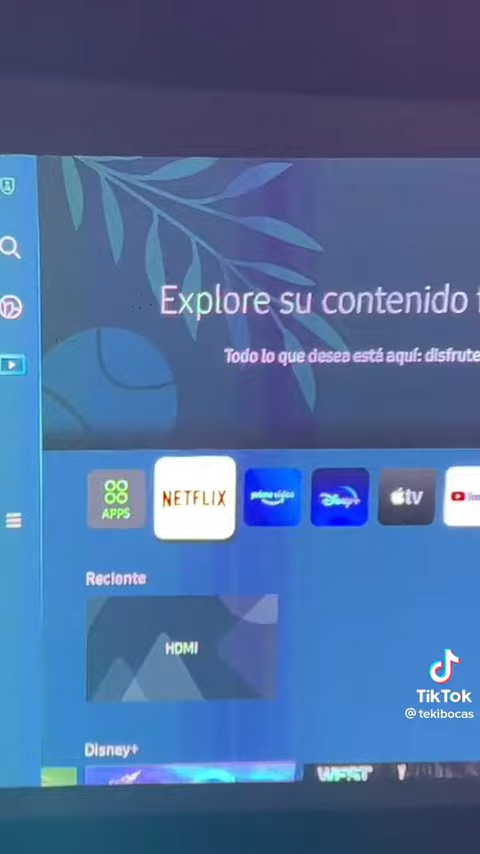 Explore su contenido
Todo lo que desea está aquí: disfrute
APPS
NETFLIX
prime video
Disney+
tv
Reciente
HDMI
TikTok
@tekibocas
Disney+
WEST